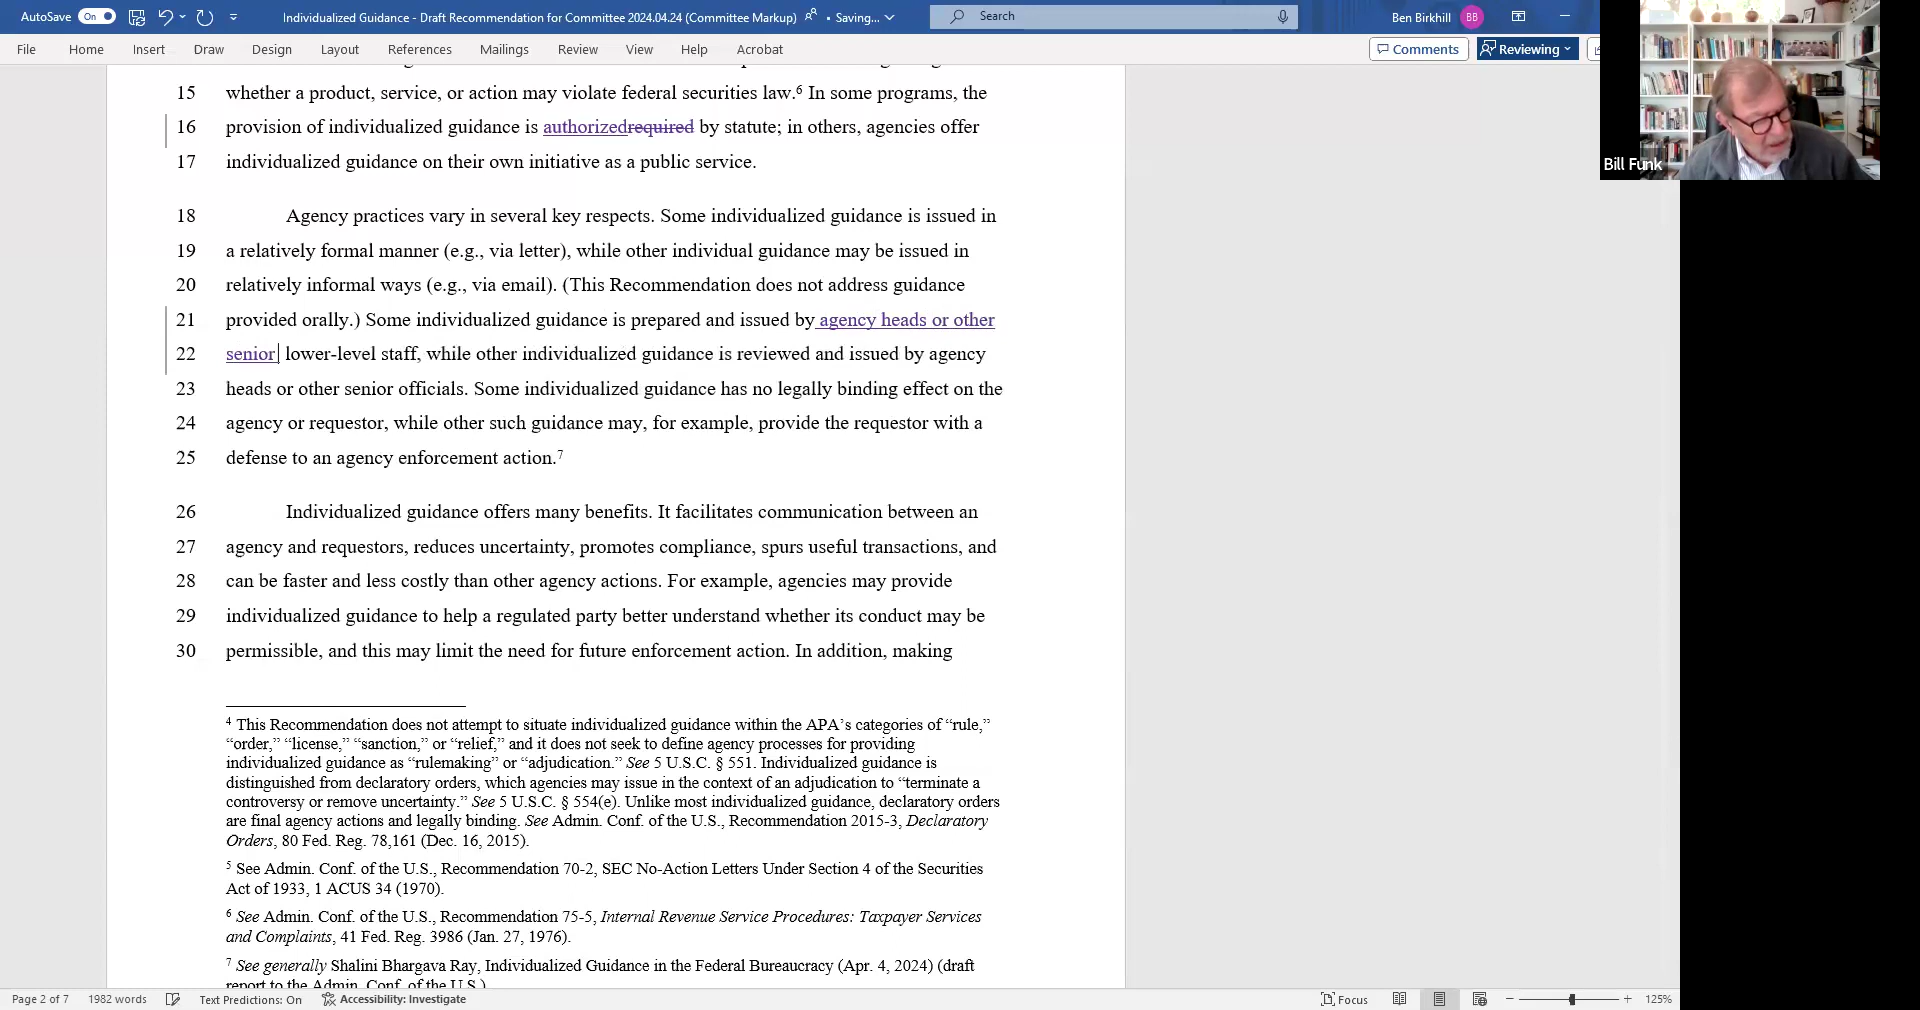 AutoSave On Individualized Guidance - Draft Recommendation for Committee 2024.04.24 (Committee Markup) • Saving... Search Ben Birkhill BB
File Home Insert Draw Design Layout References Mailings Review View Help Acrobat Comments Reviewing
Bill Funk
15 whether a product, service, or action may violate federal securities law.6 In some programs, the
16 provision of individualized guidance is authorizedrequired by statute; in others, agencies offer
17 individualized guidance on their own initiative as a public service.
18 Agency practices vary in several key respects. Some individualized guidance is issued in
19 a relatively formal manner (e.g., via letter), while other individual guidance may be issued in
20 relatively informal ways (e.g., via email). (This Recommendation does not address guidance
21 provided orally.) Some individualized guidance is prepared and issued by agency heads or other
22 senior lower-level staff, while other individualized guidance is reviewed and issued by agency
23 heads or other senior officials. Some individualized guidance has no legally binding effect on the
24 agency or requestor, while other such guidance may, for example, provide the requestor with a
25 defense to an agency enforcement action.7
26 Individualized guidance offers many benefits. It facilitates communication between an
27 agency and requestors, reduces uncertainty, promotes compliance, spurs useful transactions, and
28 can be faster and less costly than other agency actions. For example, agencies may provide
29 individualized guidance to help a regulated party better understand whether its conduct may be
30 permissible, and this may limit the need for future enforcement action. In addition, making
4 This Recommendation does not attempt to situate individualized guidance within the APA’s categories of “rule,”
“order,” “license,” “sanction,” or “relief,” and it does not seek to define agency processes for providing
individualized guidance as “rulemaking” or “adjudication.” See 5 U.S.C. § 551. Individualized guidance is
distinguished from declaratory orders, which agencies may issue in the context of an adjudication to “terminate a
controversy or remove uncertainty.” See 5 U.S.C. § 554(e). Unlike most individualized guidance, declaratory orders
are final agency actions and legally binding. See Admin. Conf. of the U.S., Recommendation 2015-3, Declaratory
Orders, 80 Fed. Reg. 78,161 (Dec. 16, 2015).
5 See Admin. Conf. of the U.S., Recommendation 70-2, SEC No-Action Letters Under Section 4 of the Securities
Act of 1933, 1 ACUS 34 (1970).
6 See Admin. Conf. of the U.S., Recommendation 75-5, Internal Revenue Service Procedures: Taxpayer Services
and Complaints, 41 Fed. Reg. 3986 (Jan. 27, 1976).
7 See generally Shalini Bhargava Ray, Individualized Guidance in the Federal Bureaucracy (Apr. 4, 2024) (draft
report to the Admin. Conf. of the U.S.)
Page 2 of 7 1982 words Text Predictions: On Accessibility: Investigate Focus 125%